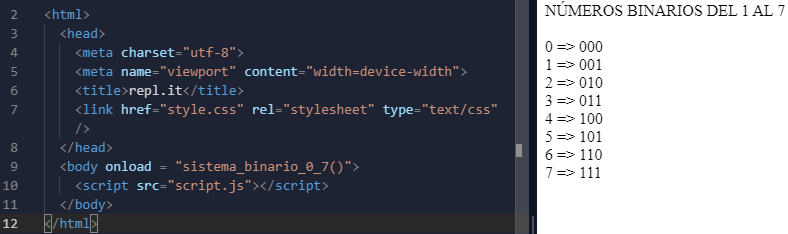 2 <html>
3 <head>
4 <meta charset="utf-8">
5 <meta name="viewport" content="width=device-width">
6 <title>repl.it</title>
7 <link href="style.css" rel="stylesheet" type="text/css"
/>
8 </head>
9 <body onload = "sistema_binario_0_7()">
10 <script src="script.js"></script>
11 </body>
12 </html>
NÚMEROS BINARIOS DEL 1 AL 7
0 => 000
1 => 001
2 => 010
3 => 011
4 => 100
5 => 101
6 => 110
7 => 111